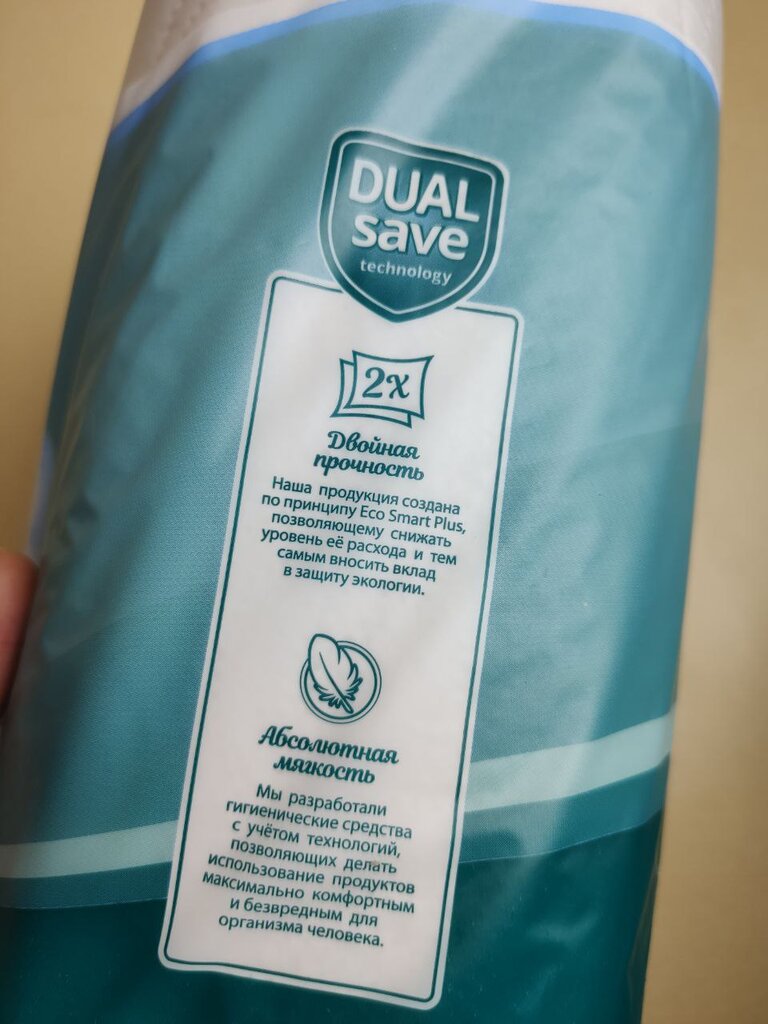 DUAL
save
technology
2x
Двойная
прочность
Наша продукция создана
по принципу Eco Smart Plus,
позволяющему снижать
уровень её расхода и тем
самым вносить вклад
в защиту экологии.
Абсолютная
мягкость
Мы разработали
гигиенические средства
с учётом технологий,
позволяющих делать
использование продуктов
максимально комфортным
и безвредным для
организма человека.